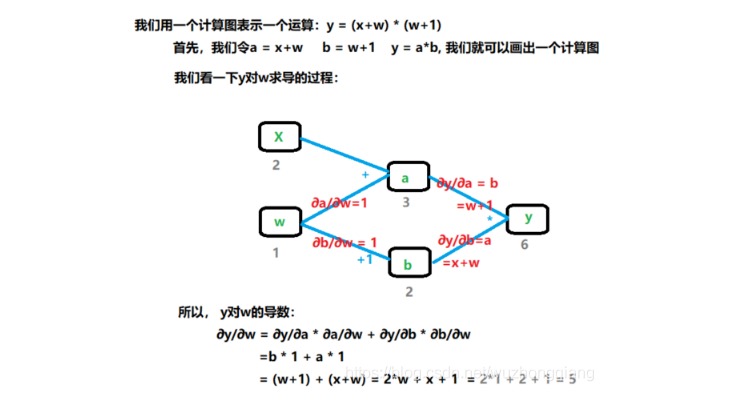 我们用一个计算图表示一个运算：y = (x+w) * (w+1)
首先，我们令a = x+w b = w+1 y = a*b, 我们就可以画出一个计算图
我们看一下y对w求导的过程：
X
2
+
a
3
∂y/∂a = b
=w+1
∂a/∂w=1
w
1
*
y
6
∂b/∂w = 1
+1
∂y/∂b=a
=x+w
b
2
所以， y对w的导数：
∂y/∂w = ∂y/∂a * ∂a/∂w + ∂y/∂b * ∂b/∂w
=b * 1 + a * 1
= (w+1) + (x+w) = 2*w + x + 1 = 2*1 + 2 + 1 = 5
https://blog.csdn.net/wuzhongqiang